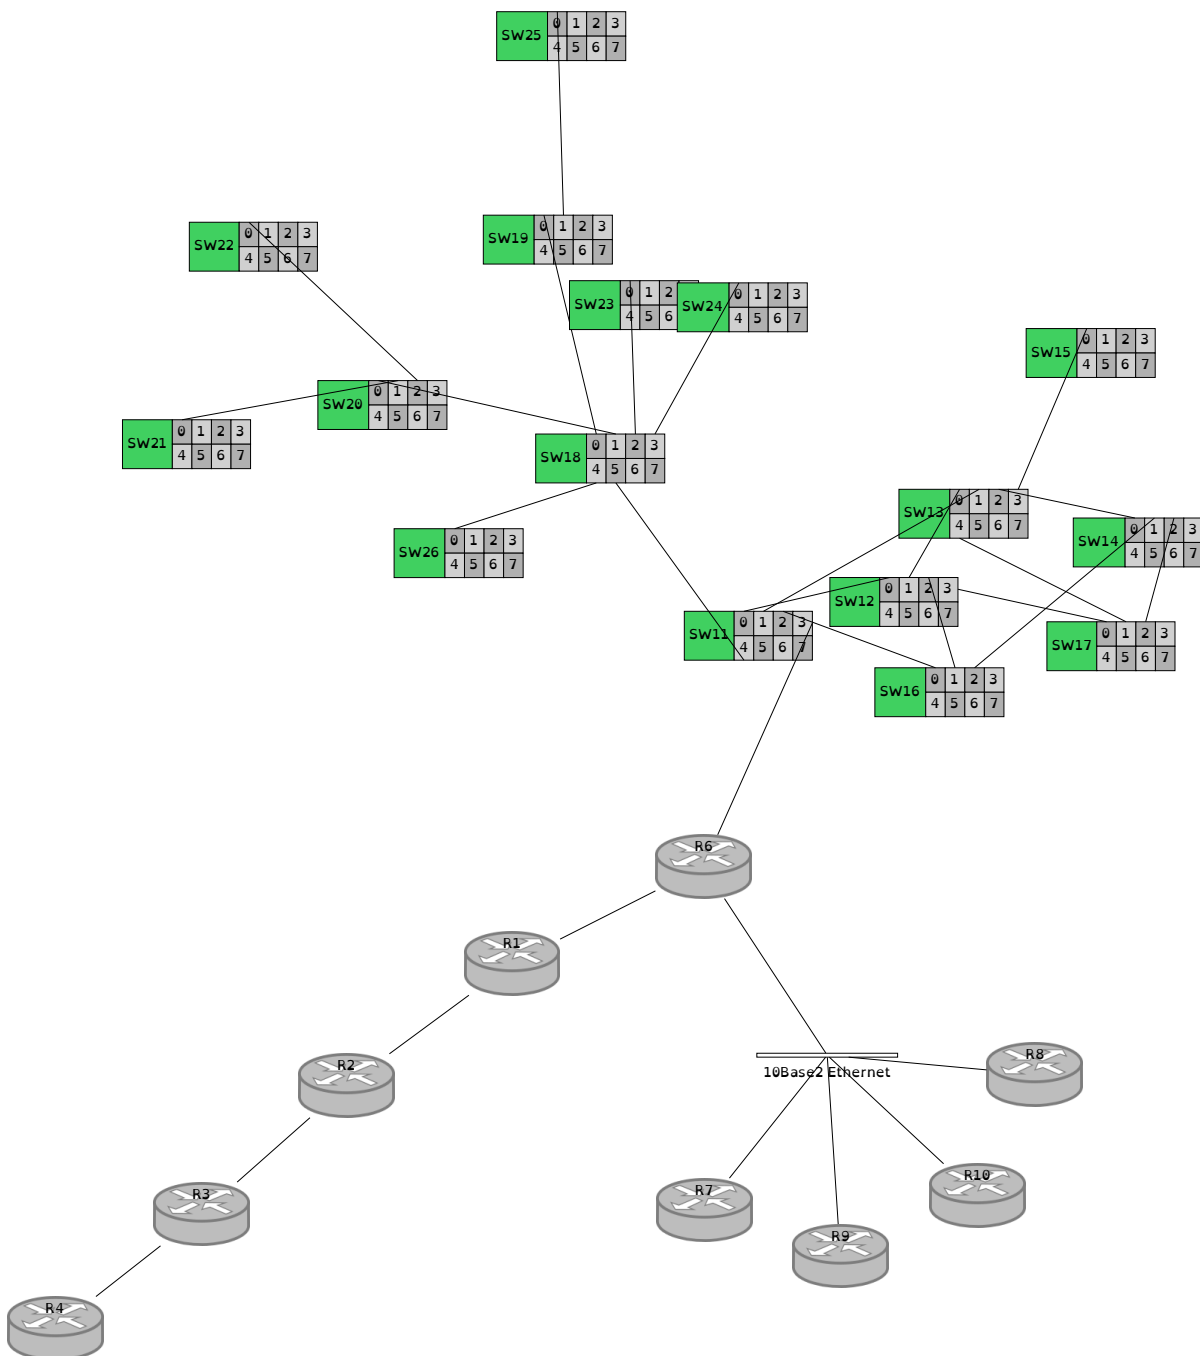 SW25 0 1 2 3
4 5 6 7
SW19 0 1 2 3
4 5 6 7
SW22 0 1 2 3
4 5 6 7
SW23 0 1 2
4 5 6
SW24 0 1 2 3
4 5 6 7
SW15 0 1 2 3
4 5 6 7
SW20 0 1 2 3
4 5 6 7
SW21 0 1 2 3
4 5 6 7
SW18 0 1 2 3
4 5 6 7
SW13 0 1 2 3
4 5 6 7
SW14 0 1 2 3
4 5 6 7
SW26 0 1 2 3
4 5 6 7
SW12 0 1 2 3
4 5 6 7
SW11 0 1 2 3
4 5 6 7
SW17 0 1 2 3
4 5 6 7
SW16 0 1 2 3
4 5 6 7
R6
R1
R2
R8
10Base2 Ethernet
R10
R7
R3
R9
R4